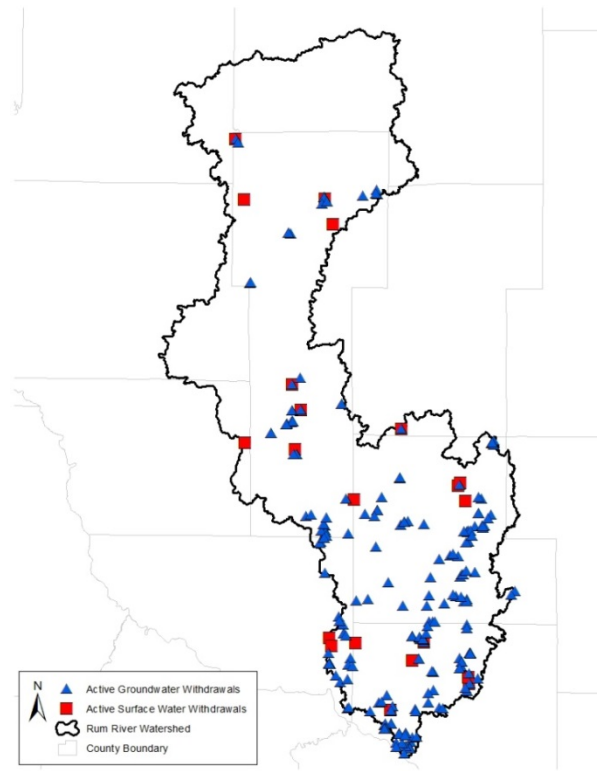 N
Active Groundwater Withdrawals
Active Surface Water Withdrawals
Rum River Watershed
County Boundary